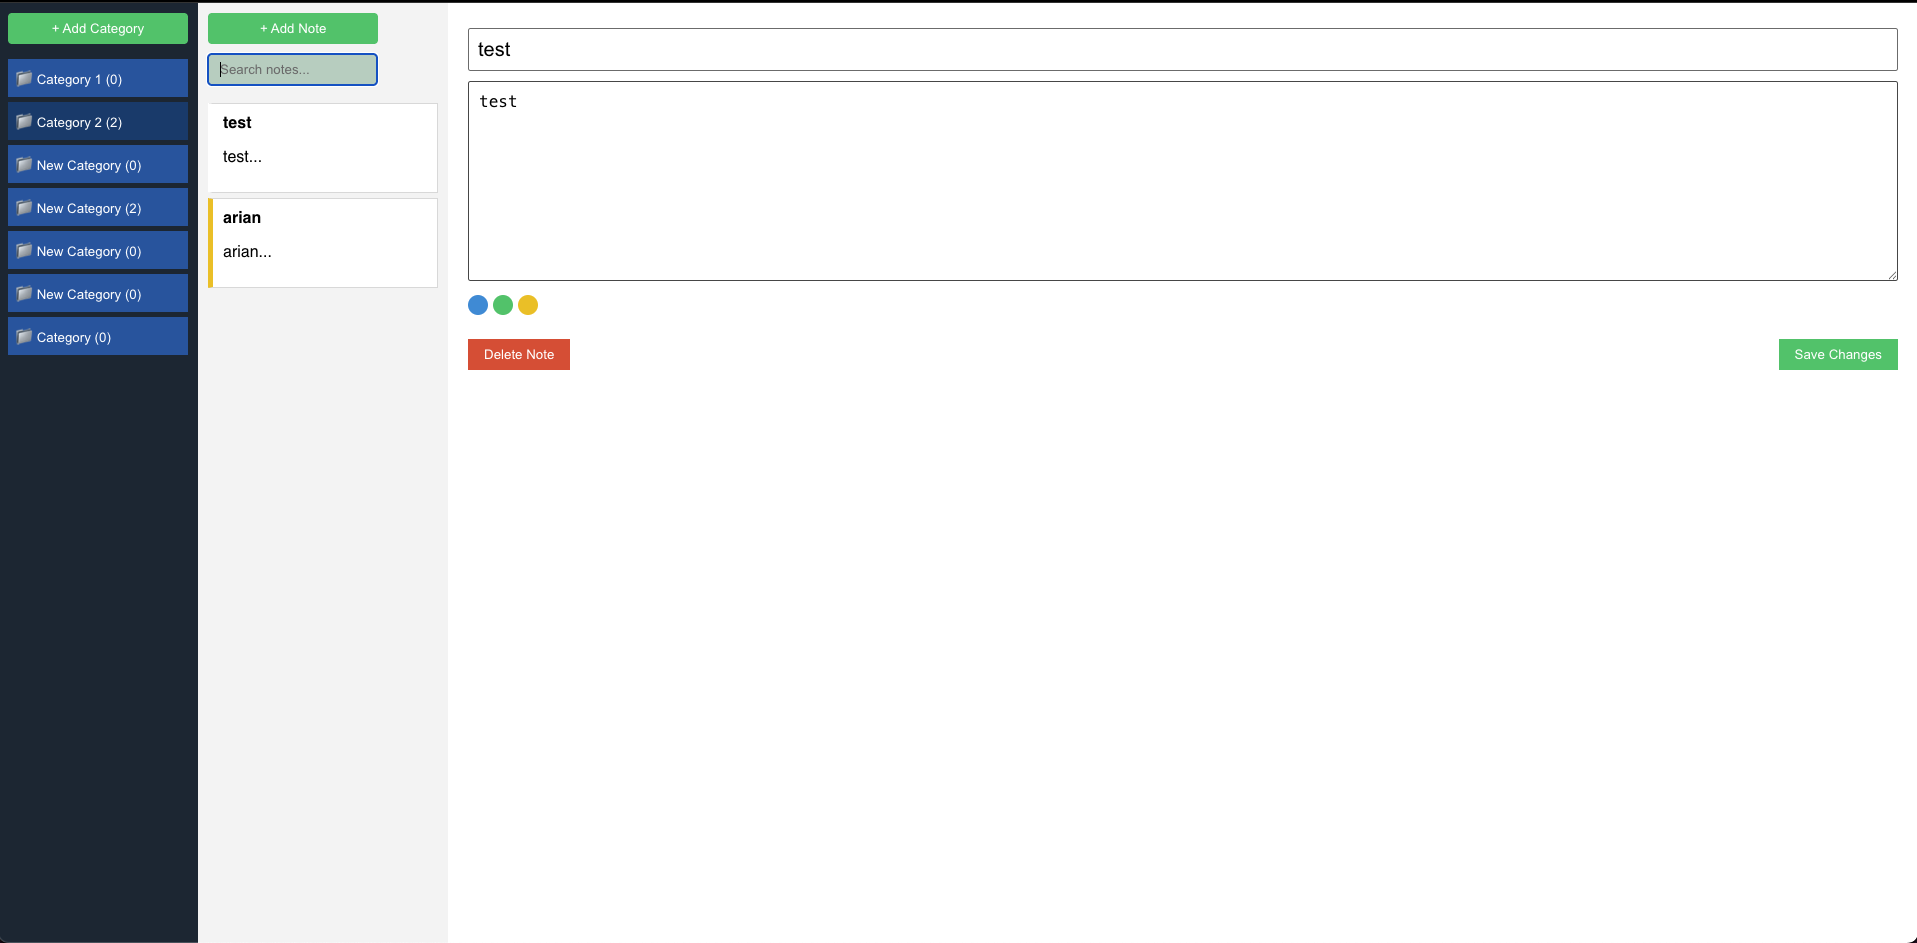 + Add Category
Category 1 (0)
Category 2 (2)
New Category (0)
New Category (2)
New Category (0)
New Category (0)
Category (0)
+ Add Note
Search notes...
test
test...
arian
arian...
test
test
Delete Note
Save Changes